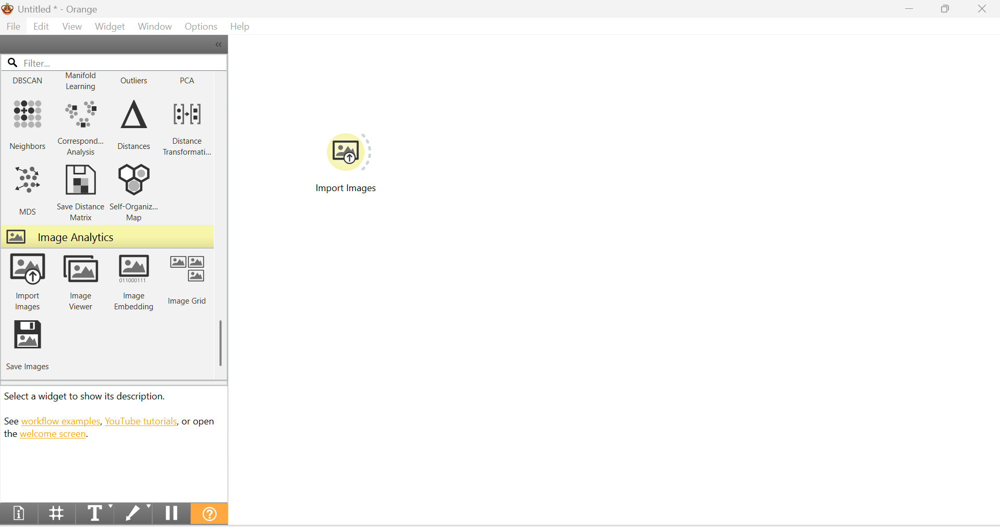 Untitled * - Orange
File Edit View Widget Window Options Help
Filter...
DBSCAN Manifold Learning Outliers PCA
Neighbors Correspond... Analysis Distances Distance Transformati...
MDS Save Distance Matrix Self-Organiz... Map
Image Analytics
011000111
Import Images Image Viewer Image Embedding Image Grid
Save Images
Select a widget to show its description.
See workflow examples, YouTube tutorials, or open
the welcome screen.
Import Images